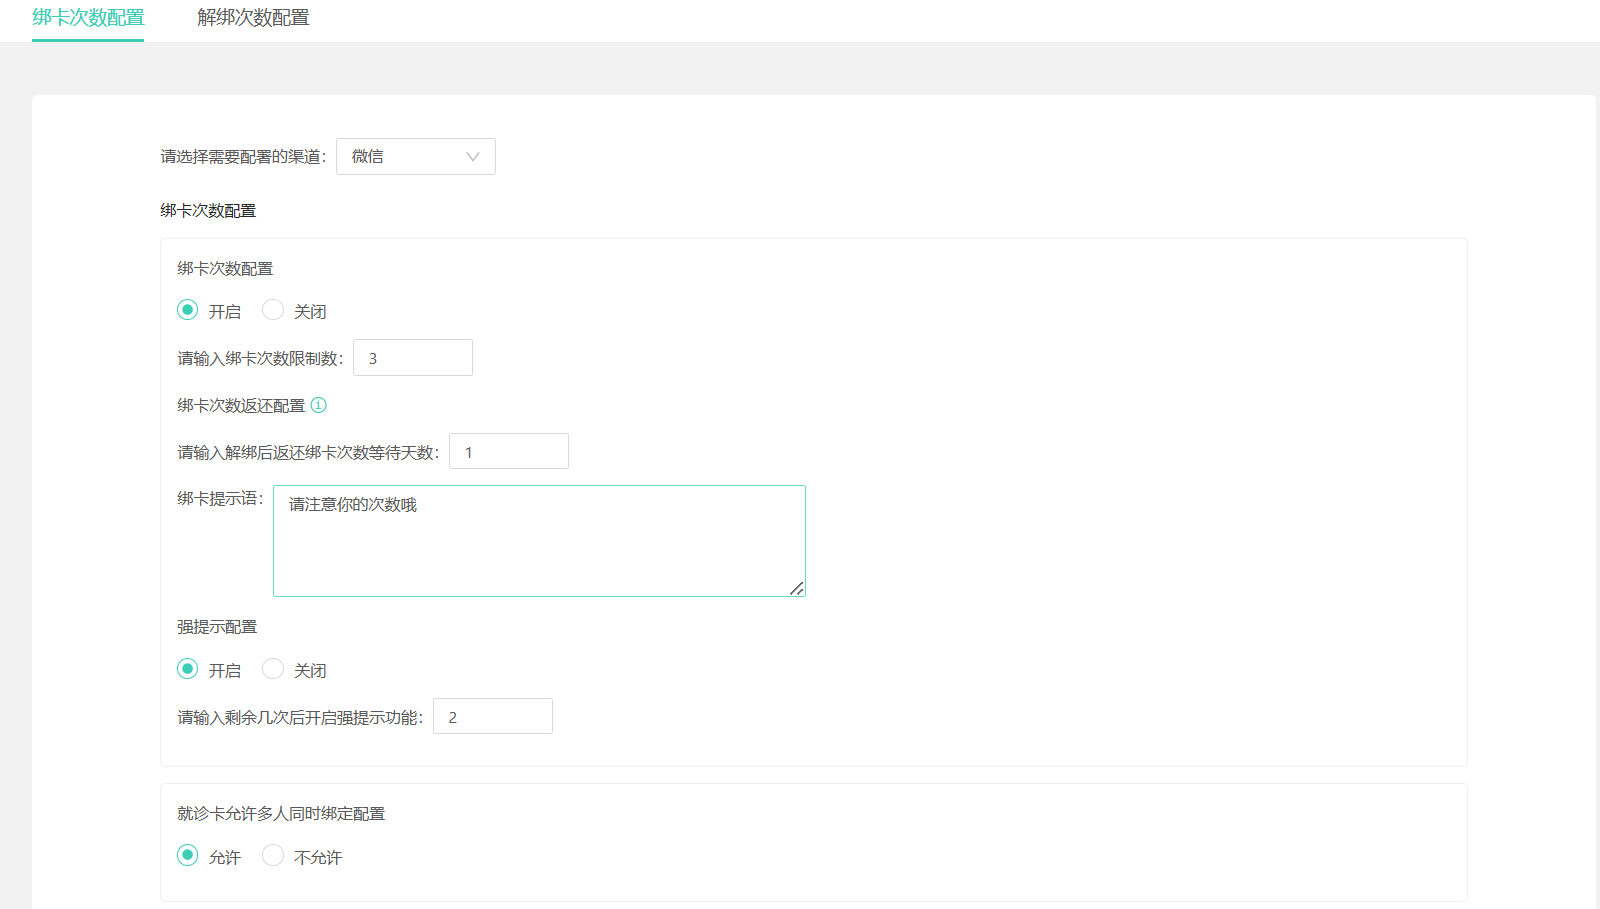 绑卡次数配置 解绑次数配置
请选择需要配署的渠道： 微信
绑卡次数配置
绑卡次数配置
开启 关闭
请输入绑卡次数限制数： 3
绑卡次数返还配置
请输入解绑后返还绑卡次数等待天数： 1
绑卡提示语： 请注意你的次数哦
强提示配置
开启 关闭
请输入剩余几次后开启强提示功能： 2
就诊卡允许多人同时绑定配置
允许 不允许